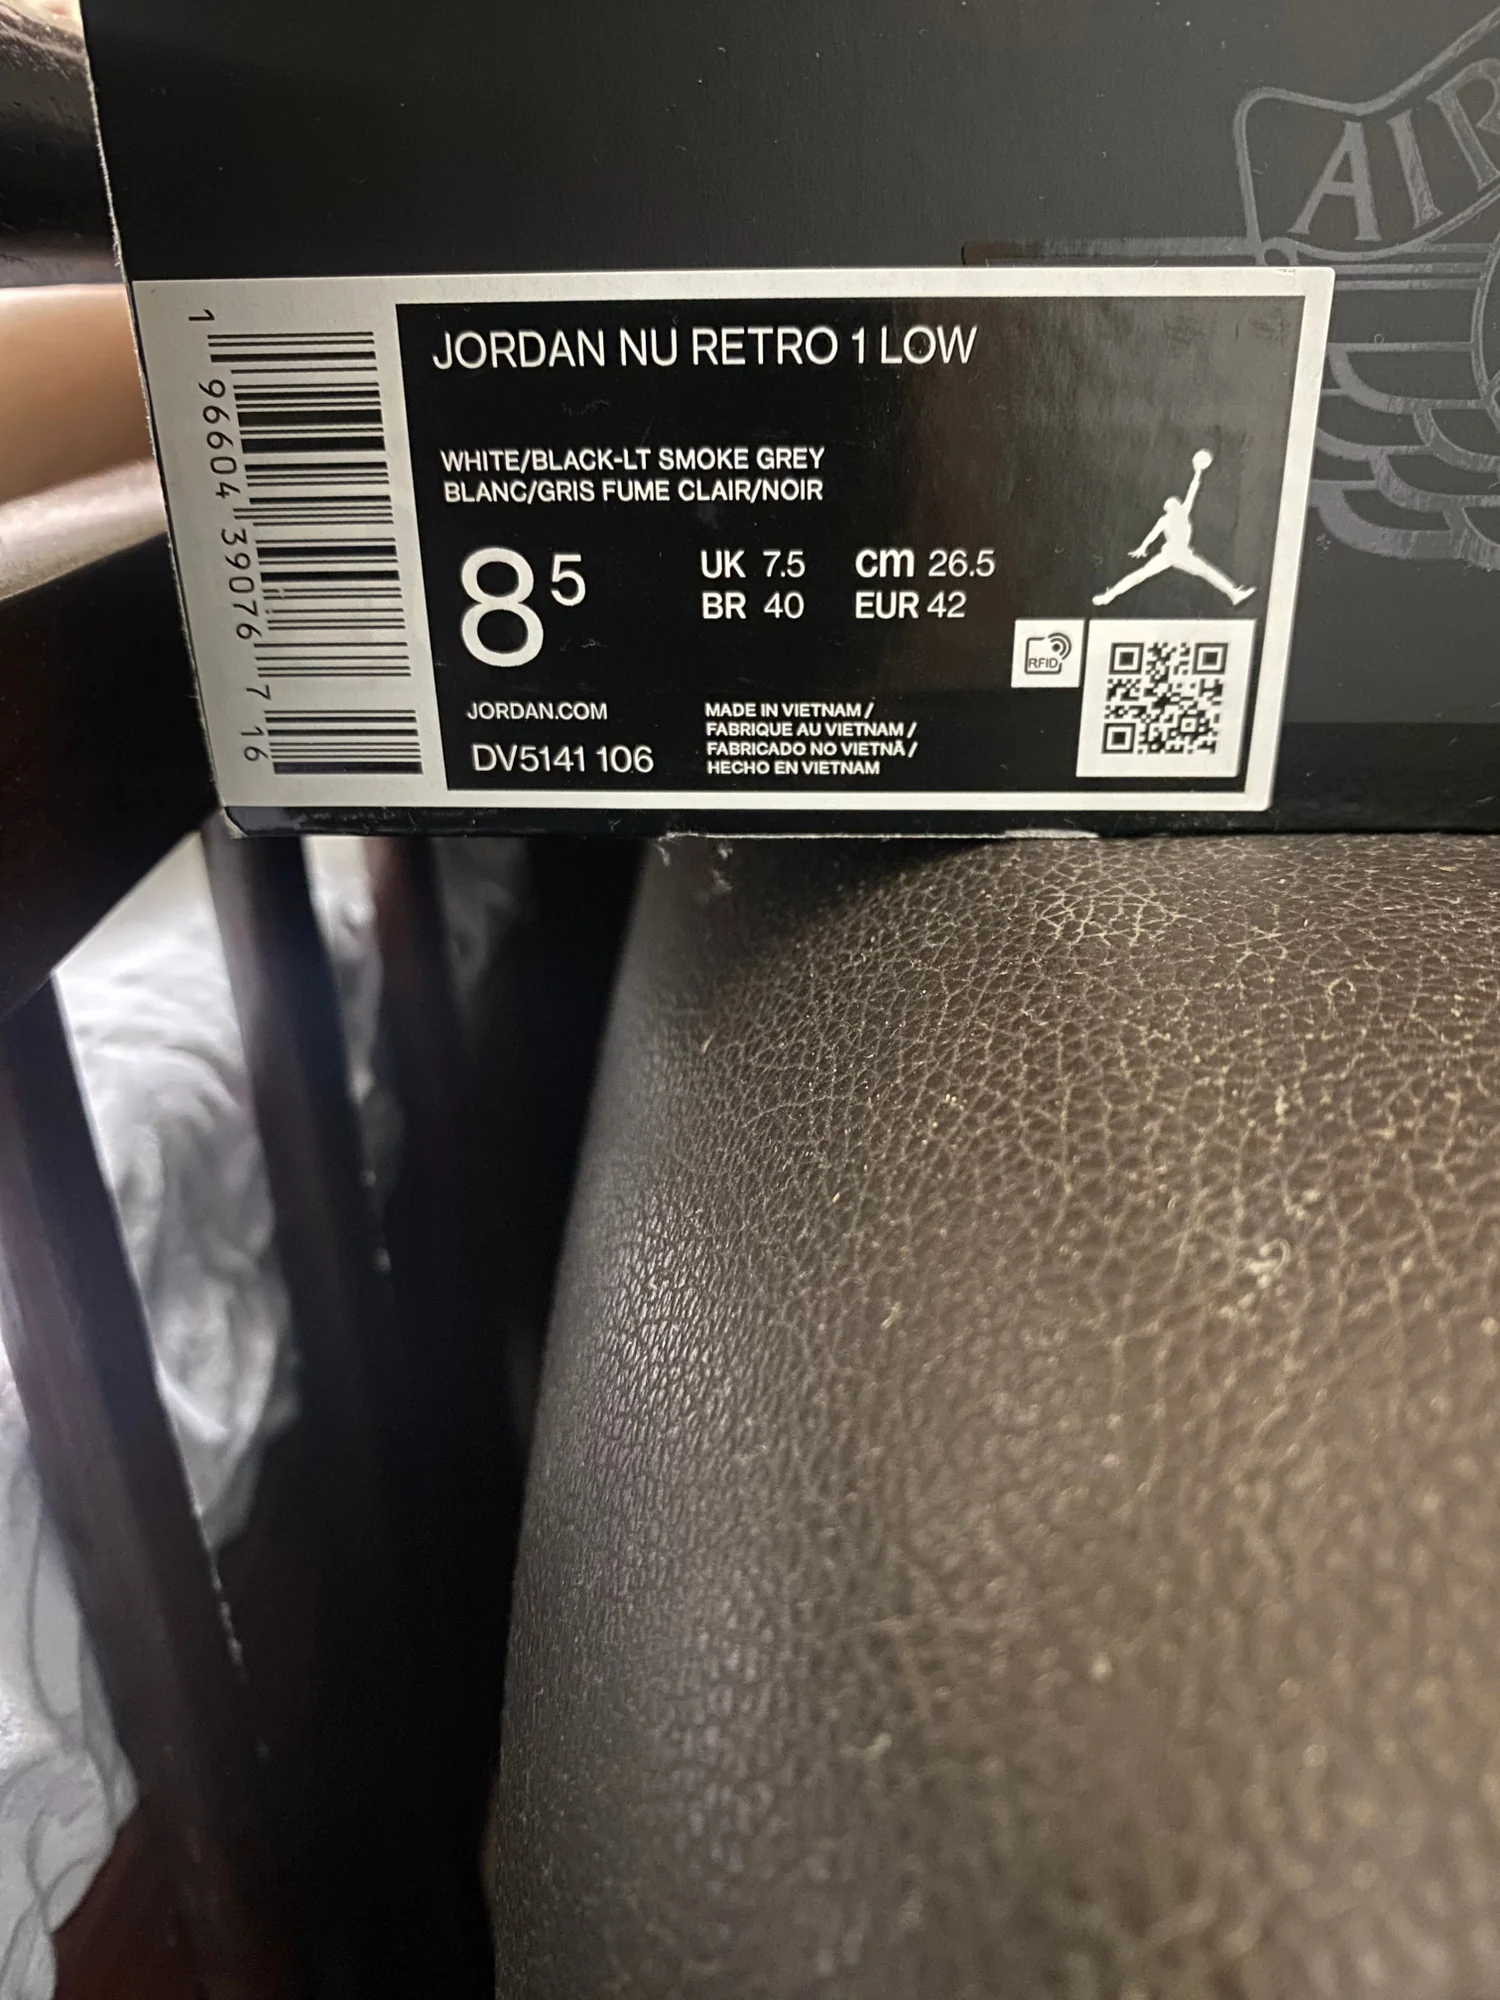 AIR
JORDAN NU RETRO 1 LOW
WHITE/BLACK-LT SMOKE GREY
BLANC/GRIS FUME CLAIR/NOIR
8 5
UK 7.5 cm 26.5
BR 40 EUR 42
RFID
JORDAN.COM
DV5141 106
MADE IN VIETNAM /
FABRIQUE AU VIETNAM /
FABRICADO NO VIETNÃ /
HECHO EN VIETNAM
1 96604 39076 7 16